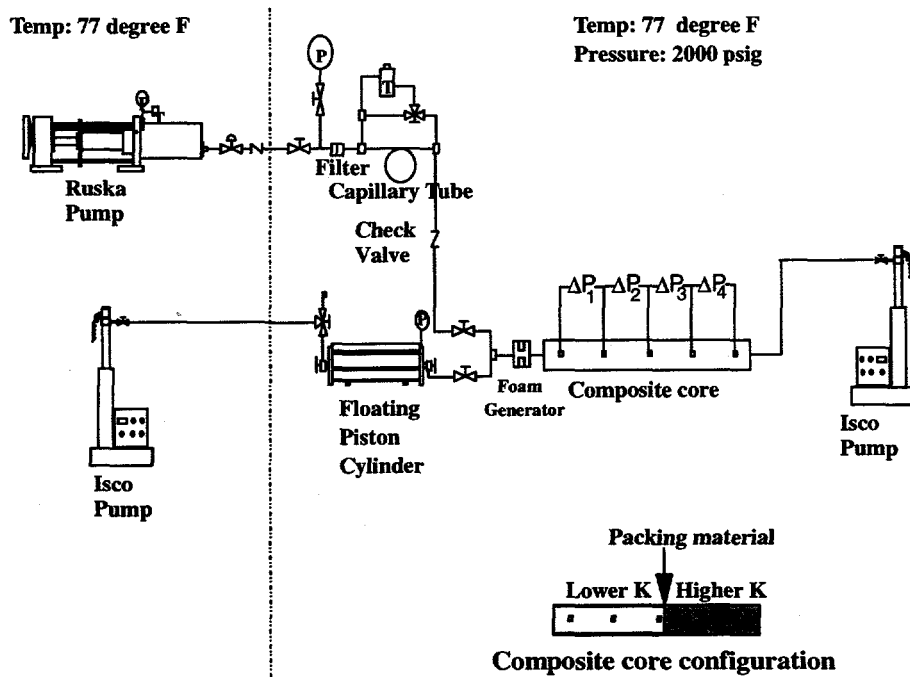 Temp: 77 degree F
Temp: 77 degree F
Pressure: 2000 psig
P
T
Filter
Capillary Tube
Ruska
Pump
Check
Valve
ΔP1 ΔP2 ΔP3 ΔP4
P
Composite core
Foam
Generator
Floating
Piston
Cylinder
Isco
Pump
Isco
Pump
Packing material
Lower K Higher K
Composite core configuration